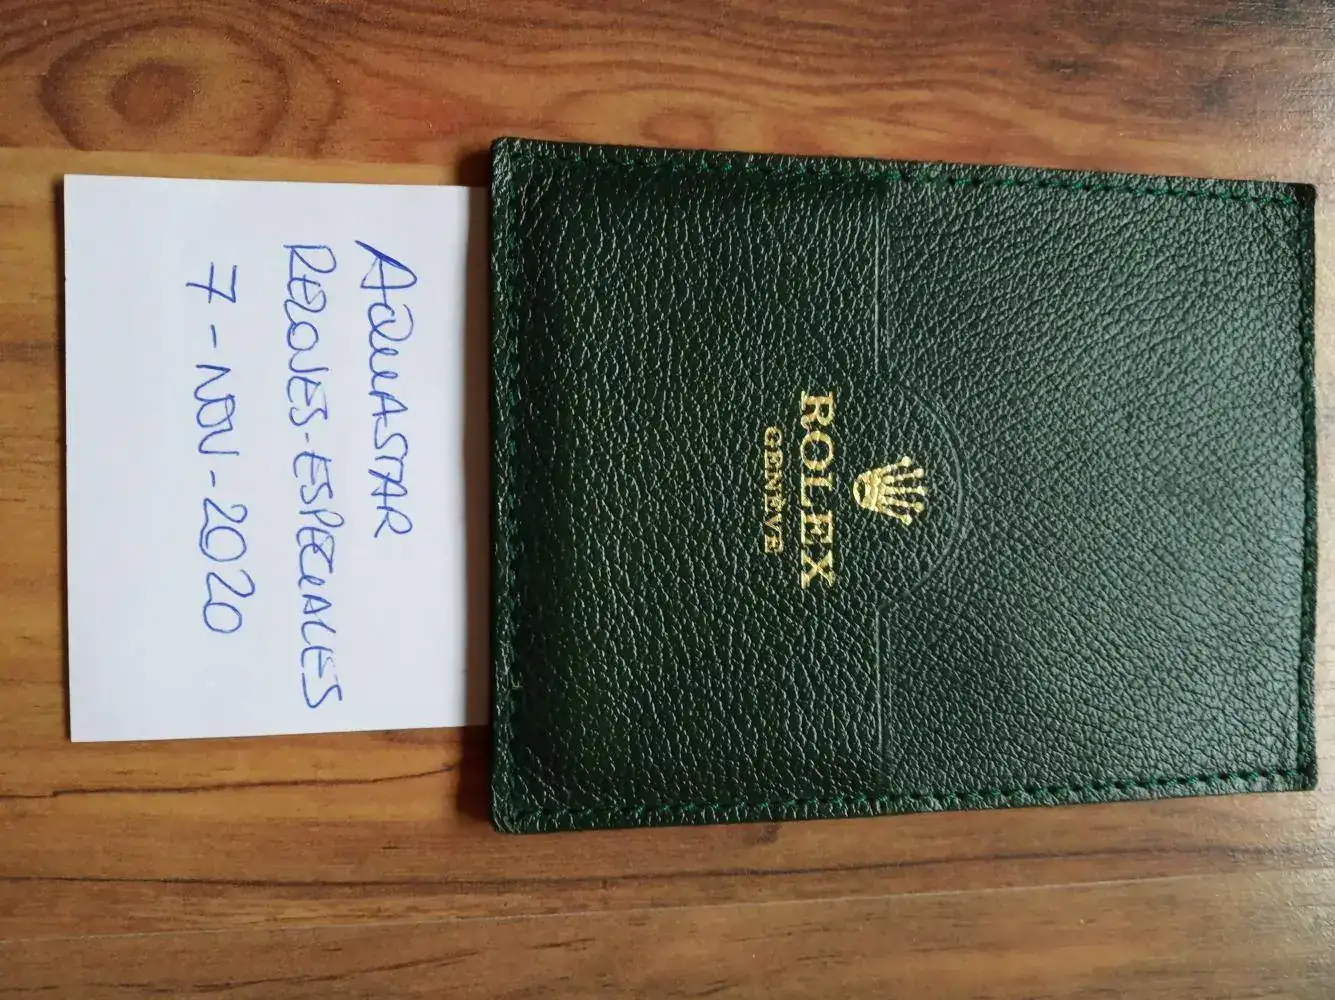 AQUASTAR
RELOJES-ESPECIALES
7-NOV-2020
ROLEX
GENEVE